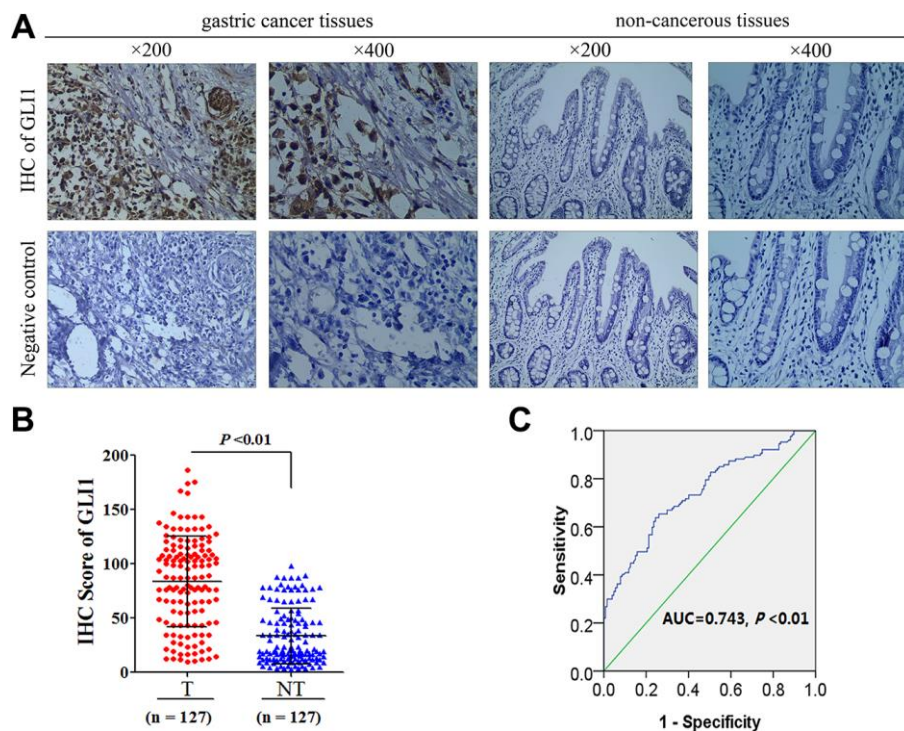 A
gastric cancer tissues
non-cancerous tissues
×200
×400
×200
×400
IHC of GLI1
Negative control
B
P <0.01
IHC Score of GLI1
200
150
100
50
0
T
NT
(n = 127)
(n = 127)
C
Sensitivity
1.0
0.8
0.6
0.4
0.2
0.0
AUC=0.743, P <0.01
0.0 0.2 0.4 0.6 0.8 1.0
1 - Specificity